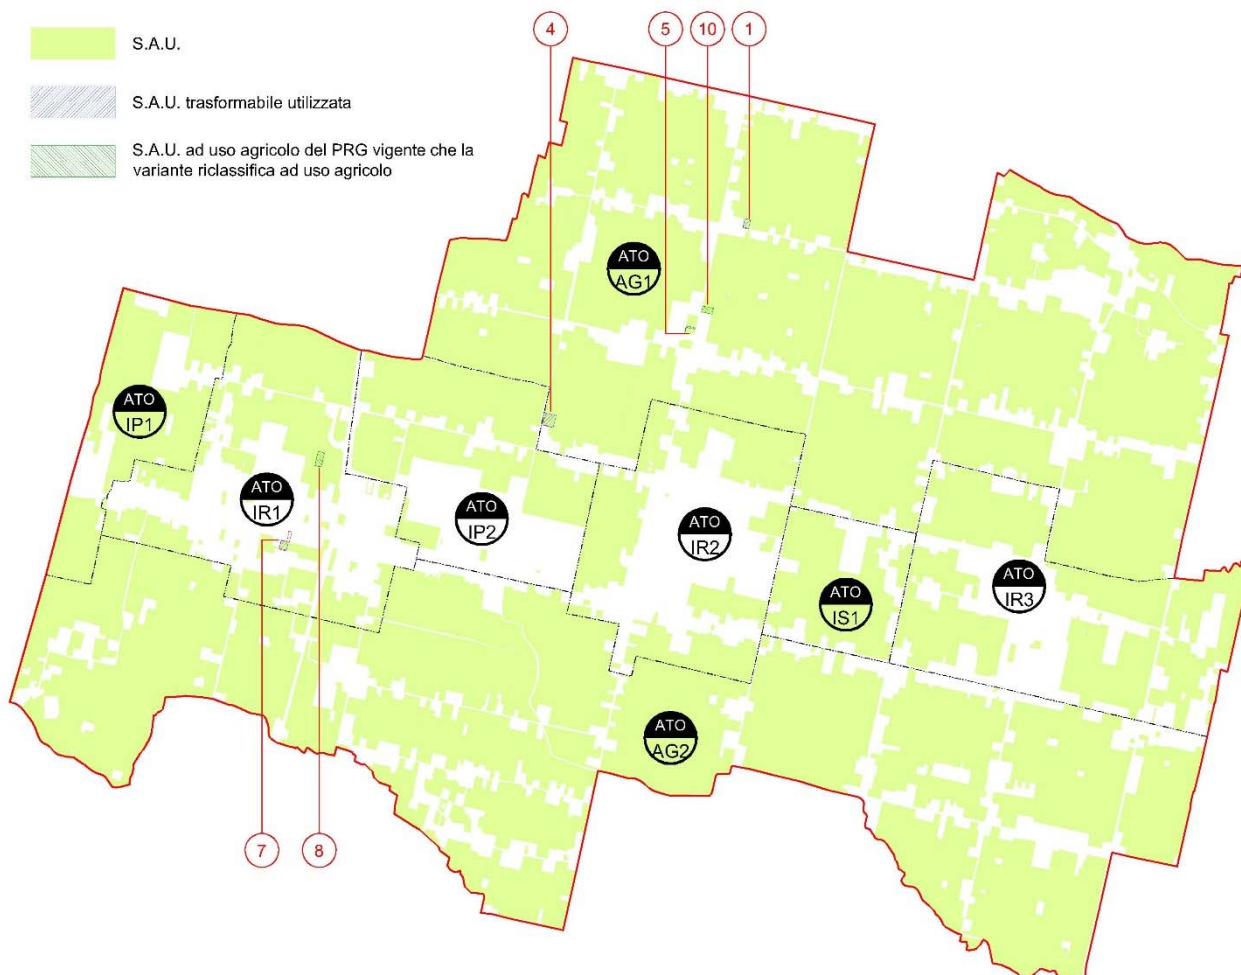 S.A.U.
S.A.U. trasformabile utilizzata
S.A.U. ad uso agricolo del PRG vigente che la
variante riclassifica ad uso agricolo
4
5
10
1
ATO
AG1
ATO
IP1
ATO
IR1
ATO
IP2
ATO
IR2
ATO
IS1
ATO
IR3
ATO
AG2
7
8